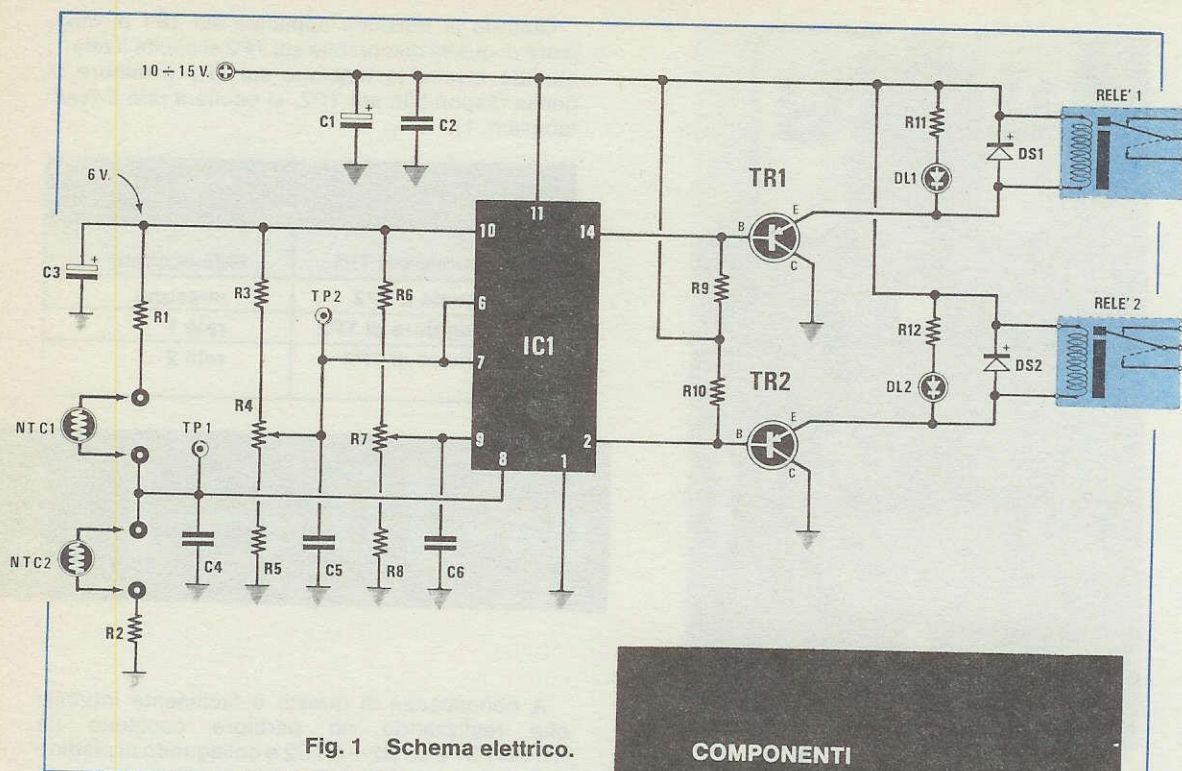 10 ÷ 15 V.
C1
C2
R11
DL1
DS1
RELE' 1
6 V.
TR1
B
E
C
11
10
14
C3
R1
R3
TP2
R6
6
7
IC1
R9
R10
R12
DL2
DS2
RELE' 2
TR2
B
E
C
NTC1
TP1
R4
R7
9
8
2
1
NTC2
C4
R5
C5
R8
C6
R2
Fig. 1 Schema elettrico.
COMPONENTI